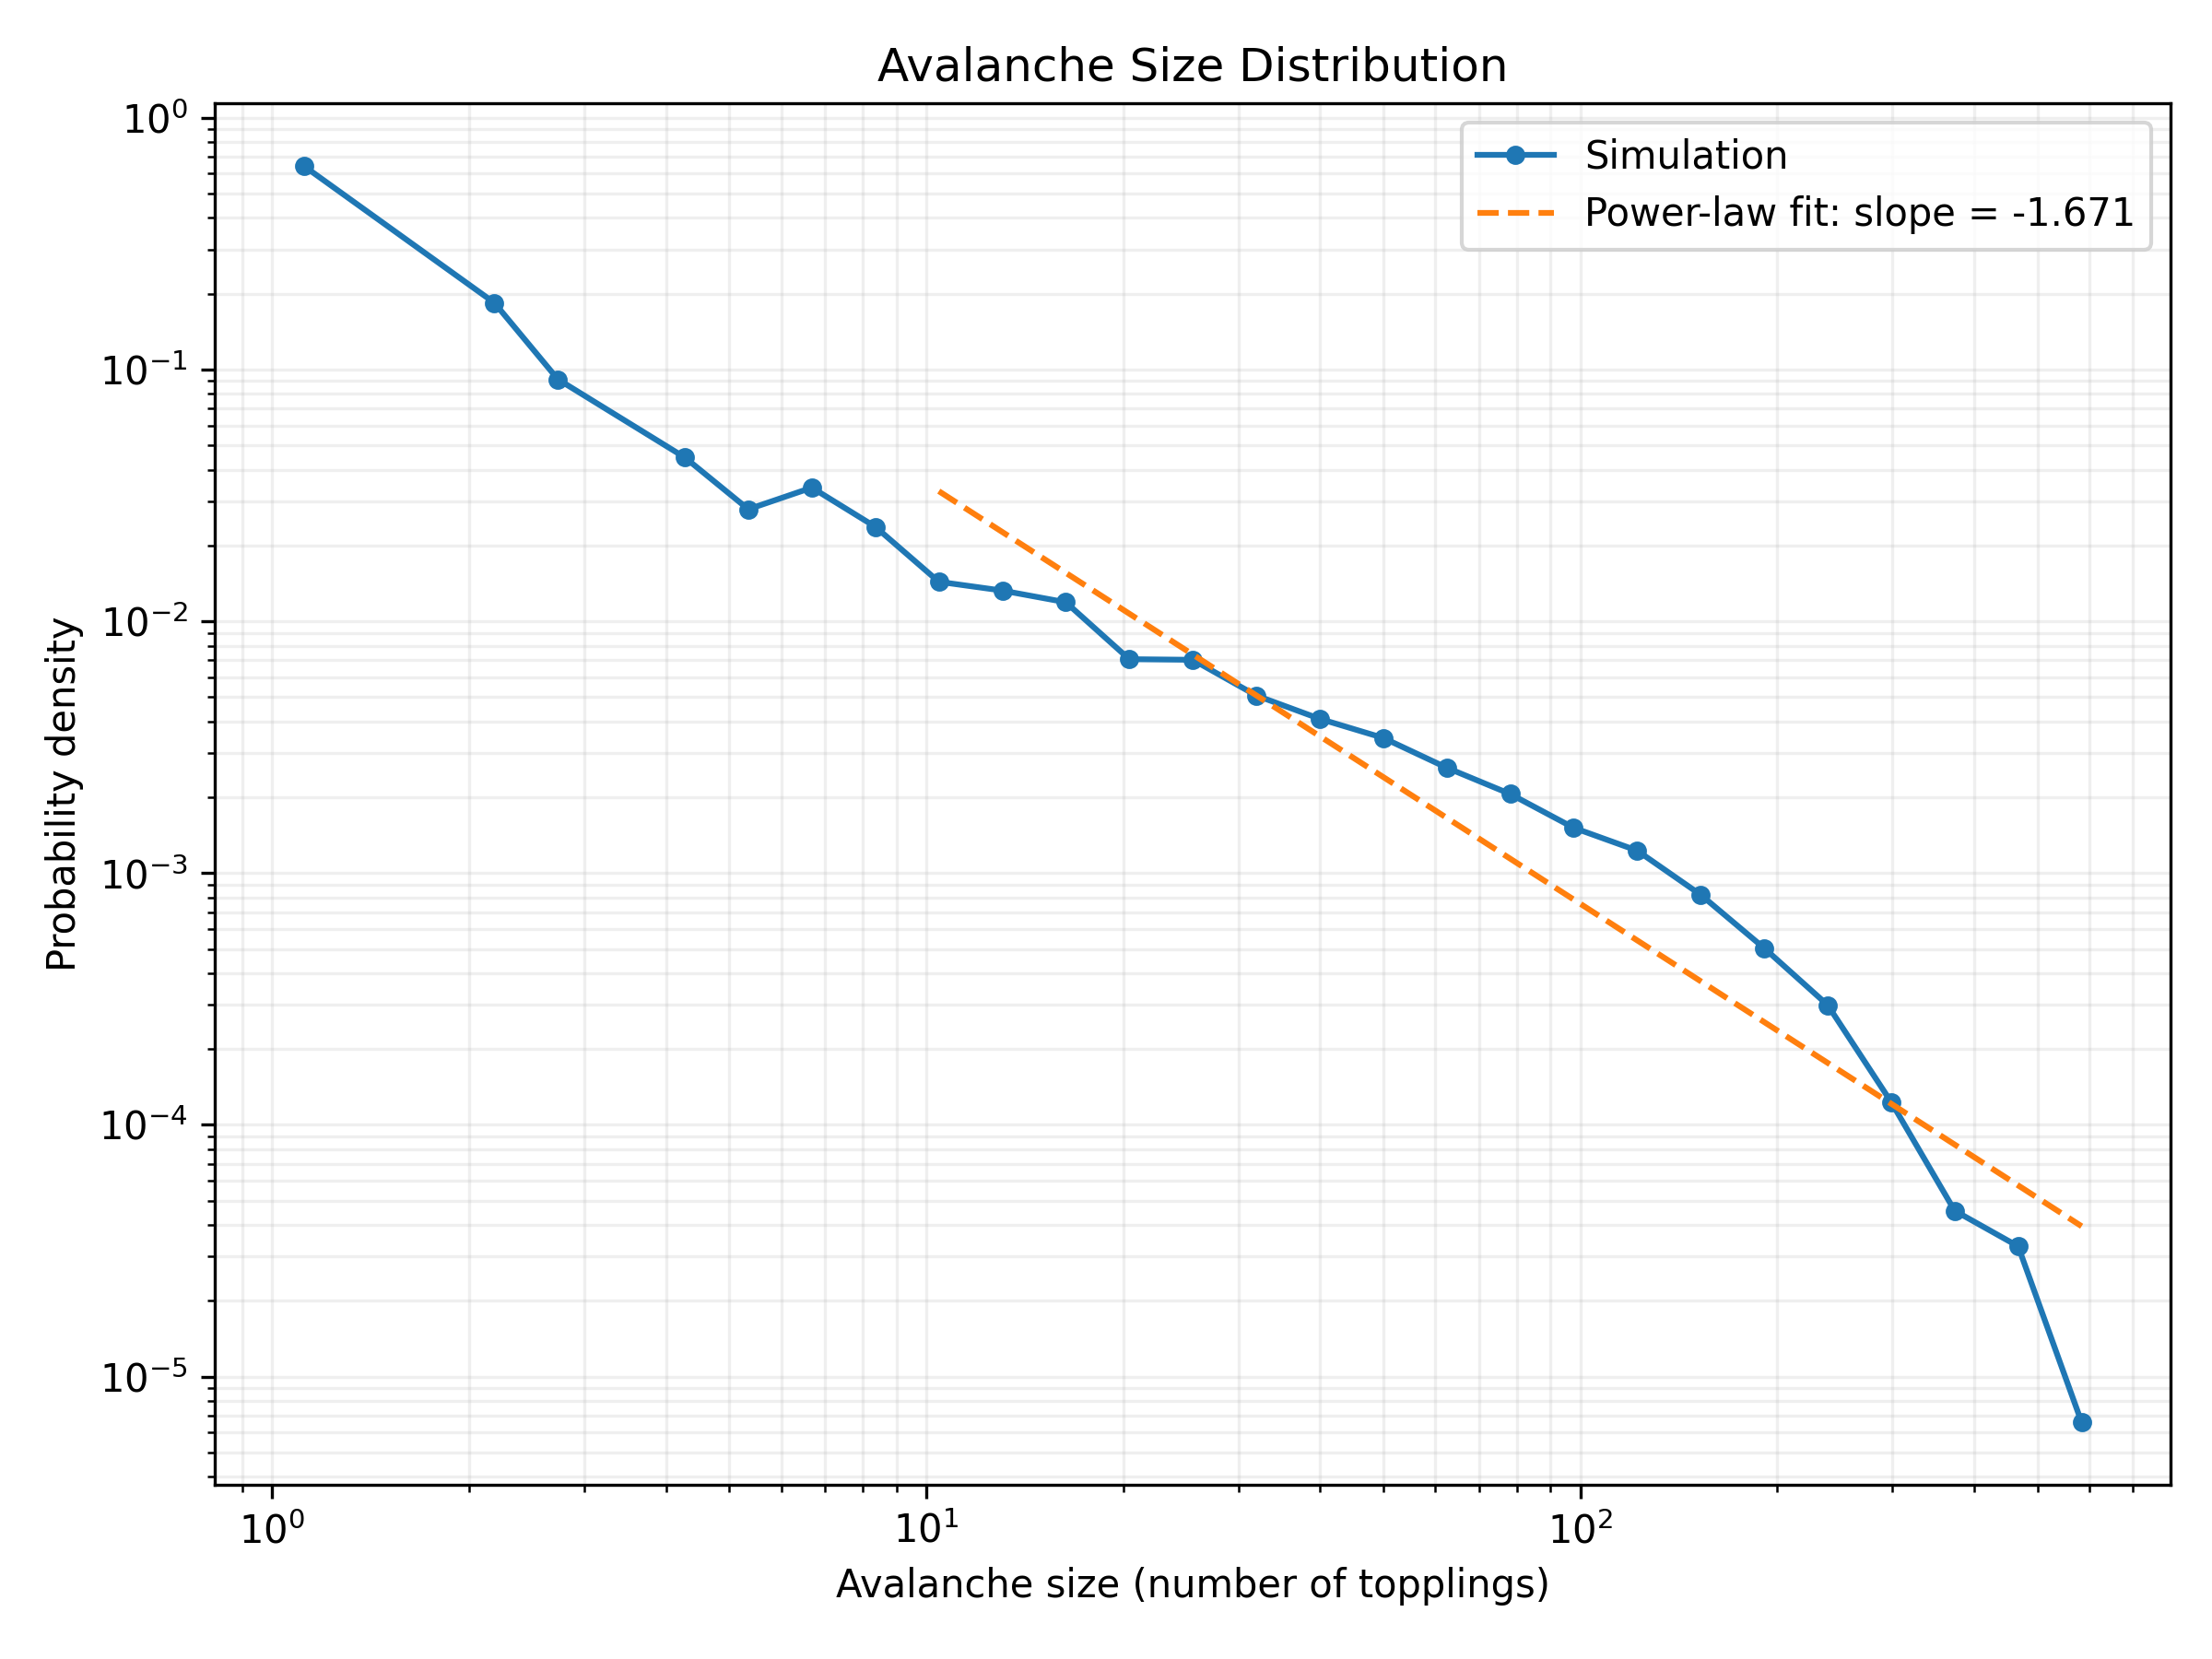 Avalanche Size Distribution
Simulation
Power-law fit: slope = -1.671
Probability density
10⁰
10⁻¹
10⁻²
10⁻³
10⁻⁴
10⁻⁵
10⁰ 10¹ 10²
Avalanche size (number of topplings)